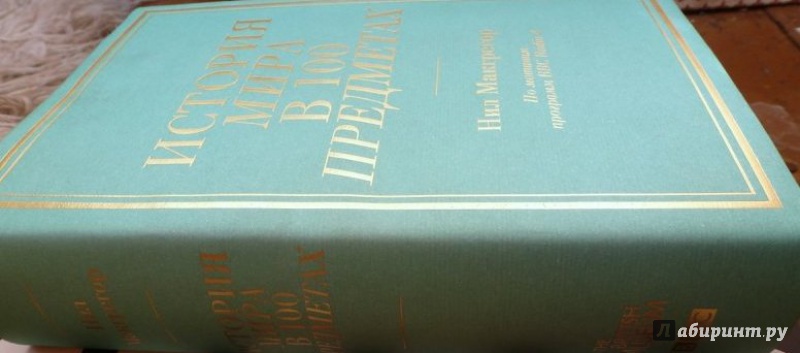 ИСТОРИЯ
МИРА
В 100
ПРЕДМЕТАХ
Нил Макгрегор
По мотивам
программ BBC Radio 4
Нил
ИСТОРИЯ
МИРА
В 100
ПРЕДМЕТАХ
Лабиринт.ру